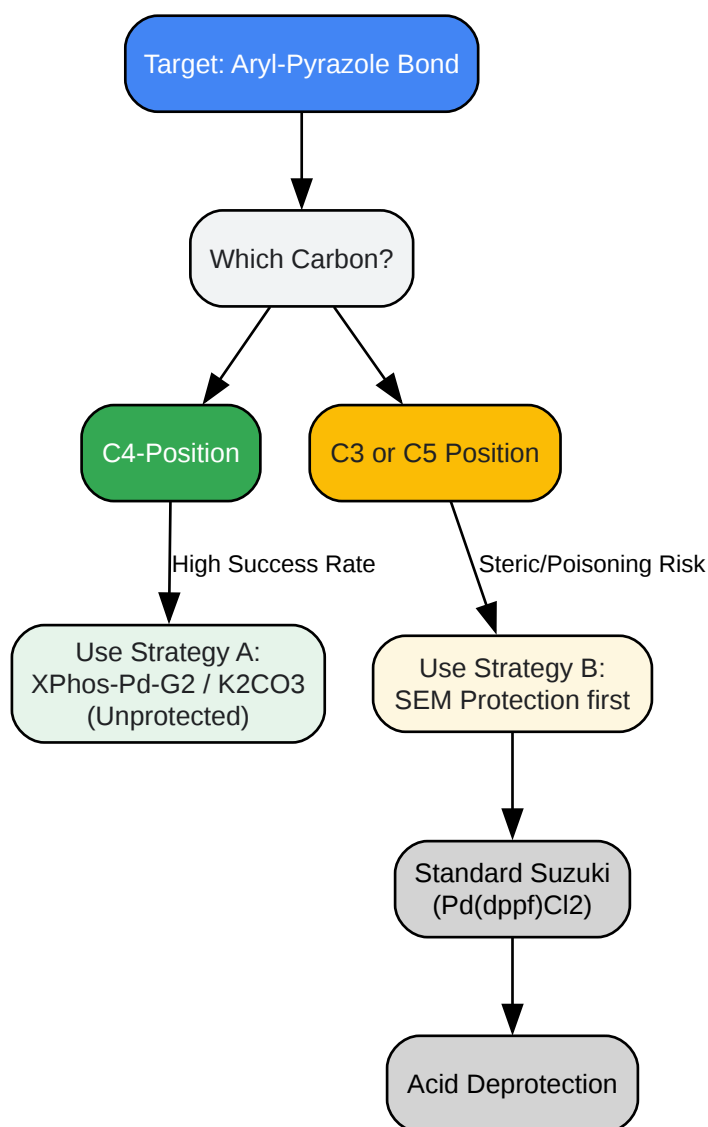 Target: Aryl-Pyrazole Bond
Which Carbon?
C4-Position
C3 or C5 Position
High Success Rate
Steric/Poisoning Risk
Use Strategy A:
XPhos-Pd-G2 / K2CO3
(Unprotected)
Use Strategy B:
SEM Protection first
Standard Suzuki
(Pd(dppf)Cl2)
Acid Deprotection